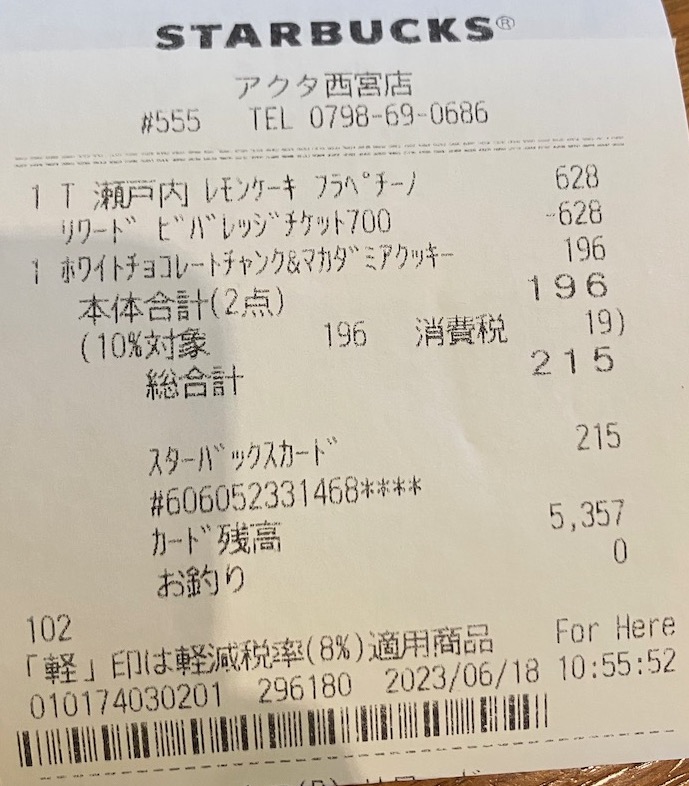 STARBUCKS®
アクタ西宮店
#555 TEL 0798-69-0686
1 T 瀬戸内 レモンケーキ フラペチーノ 628
リワード ビバレッジチケット700 -628
1 ホワイトチョコレートチャンク&マカダミアクッキー 196
本体合計(2点) 196
(10%対象 196 消費税 19)
総合計 215
スターバックスカード 215
#606052331468****
カード残高 5,357
お釣り 0
102
「軽」印は軽減税率(8%)適用商品 For Here
010174030201 296180 2023/06/18 10:55:52